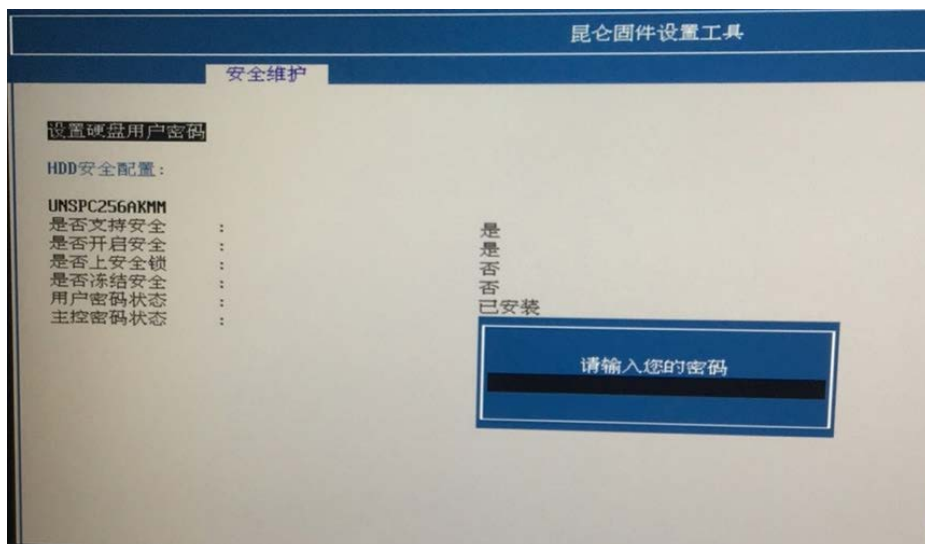 昆仑固件设置工具
安全维护
设置硬盘用户密码
HDD安全配置:
UNSPC256AKMM
是否支持安全 : 是
是否开启安全 : 是
是否上安全锁 : 否
是否冻结安全 : 否
用户密码状态 : 已安装
主控密码状态 :
请输入您的密码